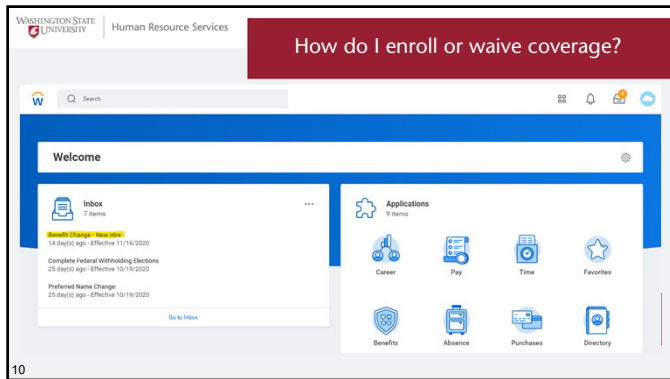 WASHINGTON STATE
UNIVERSITY
Human Resource Services
How do I enroll or waive coverage?
Search
Welcome
Inbox
7 items
Benefit Change - New Hire :
14 day(s) ago - Effective 11/16/2020
Complete Federal Withholding Elections
25 day(s) ago - Effective 10/19/2020
Preferred Name Change:
25 day(s) ago - Effective 10/19/2020
Go to Inbox
Applications
9 items
Career
Pay
Time
Favorites
Benefits
Absence
Purchases
Directory
10